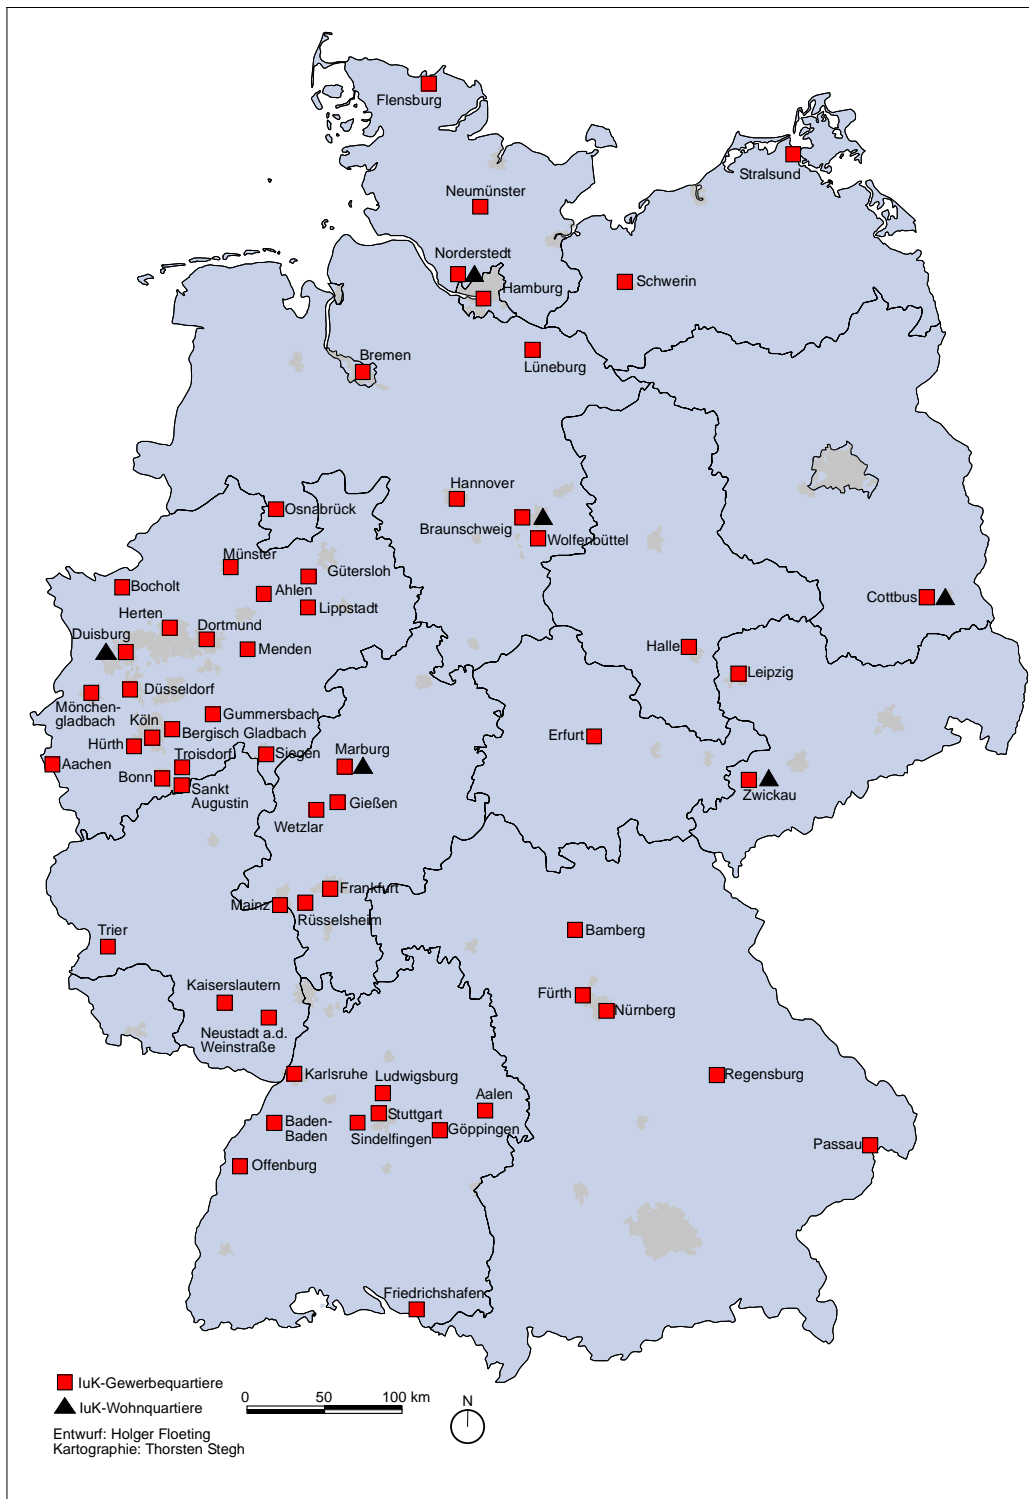 Flensburg
Stralsund
Neumünster
Norderstedt
Hamburg
Schwerin
Bremen
Lüneburg
Hannover
Osnabrück
Braunschweig
Wolfenbüttel
Münster
Gütersloh
Bocholt
Ahlen
Cottbus
Herten
Lippstadt
Dortmund
Duisburg
Menden
Halle
Leipzig
Düsseldorf
Mönchen-
gladbach
Gummersbach
Köln
Bergisch Gladbach
Hürth
Erfurt
Troisdorf
Siegen
Marburg
Aachen
Bonn
Sankt
Augustin
Zwickau
Gießen
Wetzlar
Frankfurt
Mainz
Rüsselsheim
Trier
Bamberg
Kaiserslautern
Fürth
Nürnberg
Neustadt a.d.
Weinstraße
Karlsruhe
Ludwigsburg
Regensburg
Aalen
Stuttgart
Baden-
Baden
Göppingen
Sindelfingen
Passau
Offenburg
Friedrichshafen
IuK-Gewerbequartiere
IuK-Wohnquartiere
0 50 100 km
N
Entwurf: Holger Floeting
Kartographie: Thorsten Stegh